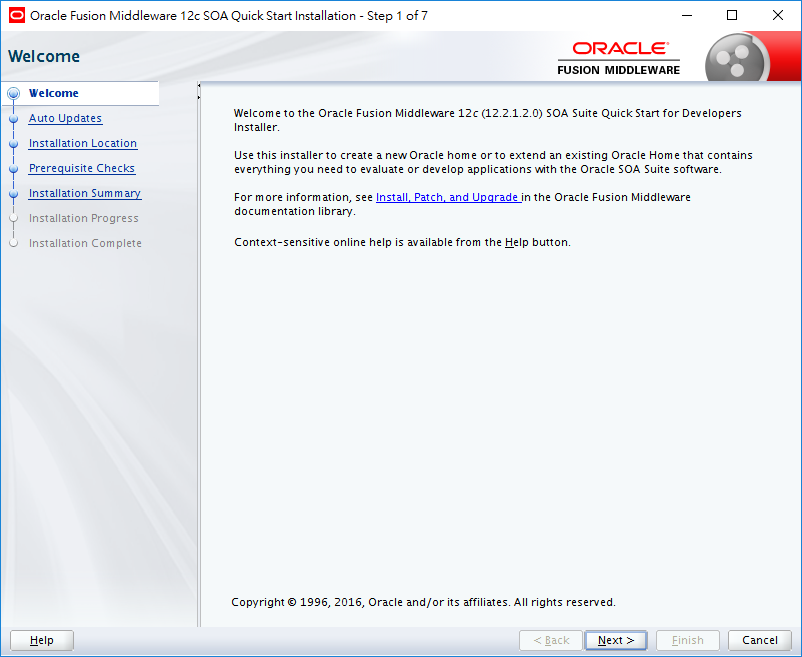 Oracle Fusion Middleware 12c SOA Quick Start Installation - Step 1 of 7
Welcome
ORACLE
FUSION MIDDLEWARE
Welcome
Auto Updates
Installation Location
Prerequisite Checks
Installation Summary
Installation Progress
Installation Complete
Welcome to the Oracle Fusion Middleware 12c (12.2.1.2.0) SOA Suite Quick Start for Developers
Installer.
Use this installer to create a new Oracle home or to extend an existing Oracle Home that contains
everything you need to evaluate or develop applications with the Oracle SOA Suite software.
For more information, see Install, Patch, and Upgrade in the Oracle Fusion Middleware
documentation library.
Context-sensitive online help is available from the Help button.
Copyright © 1996, 2016, Oracle and/or its affiliates. All rights reserved.
Help
< Back
Next >
Finish
Cancel